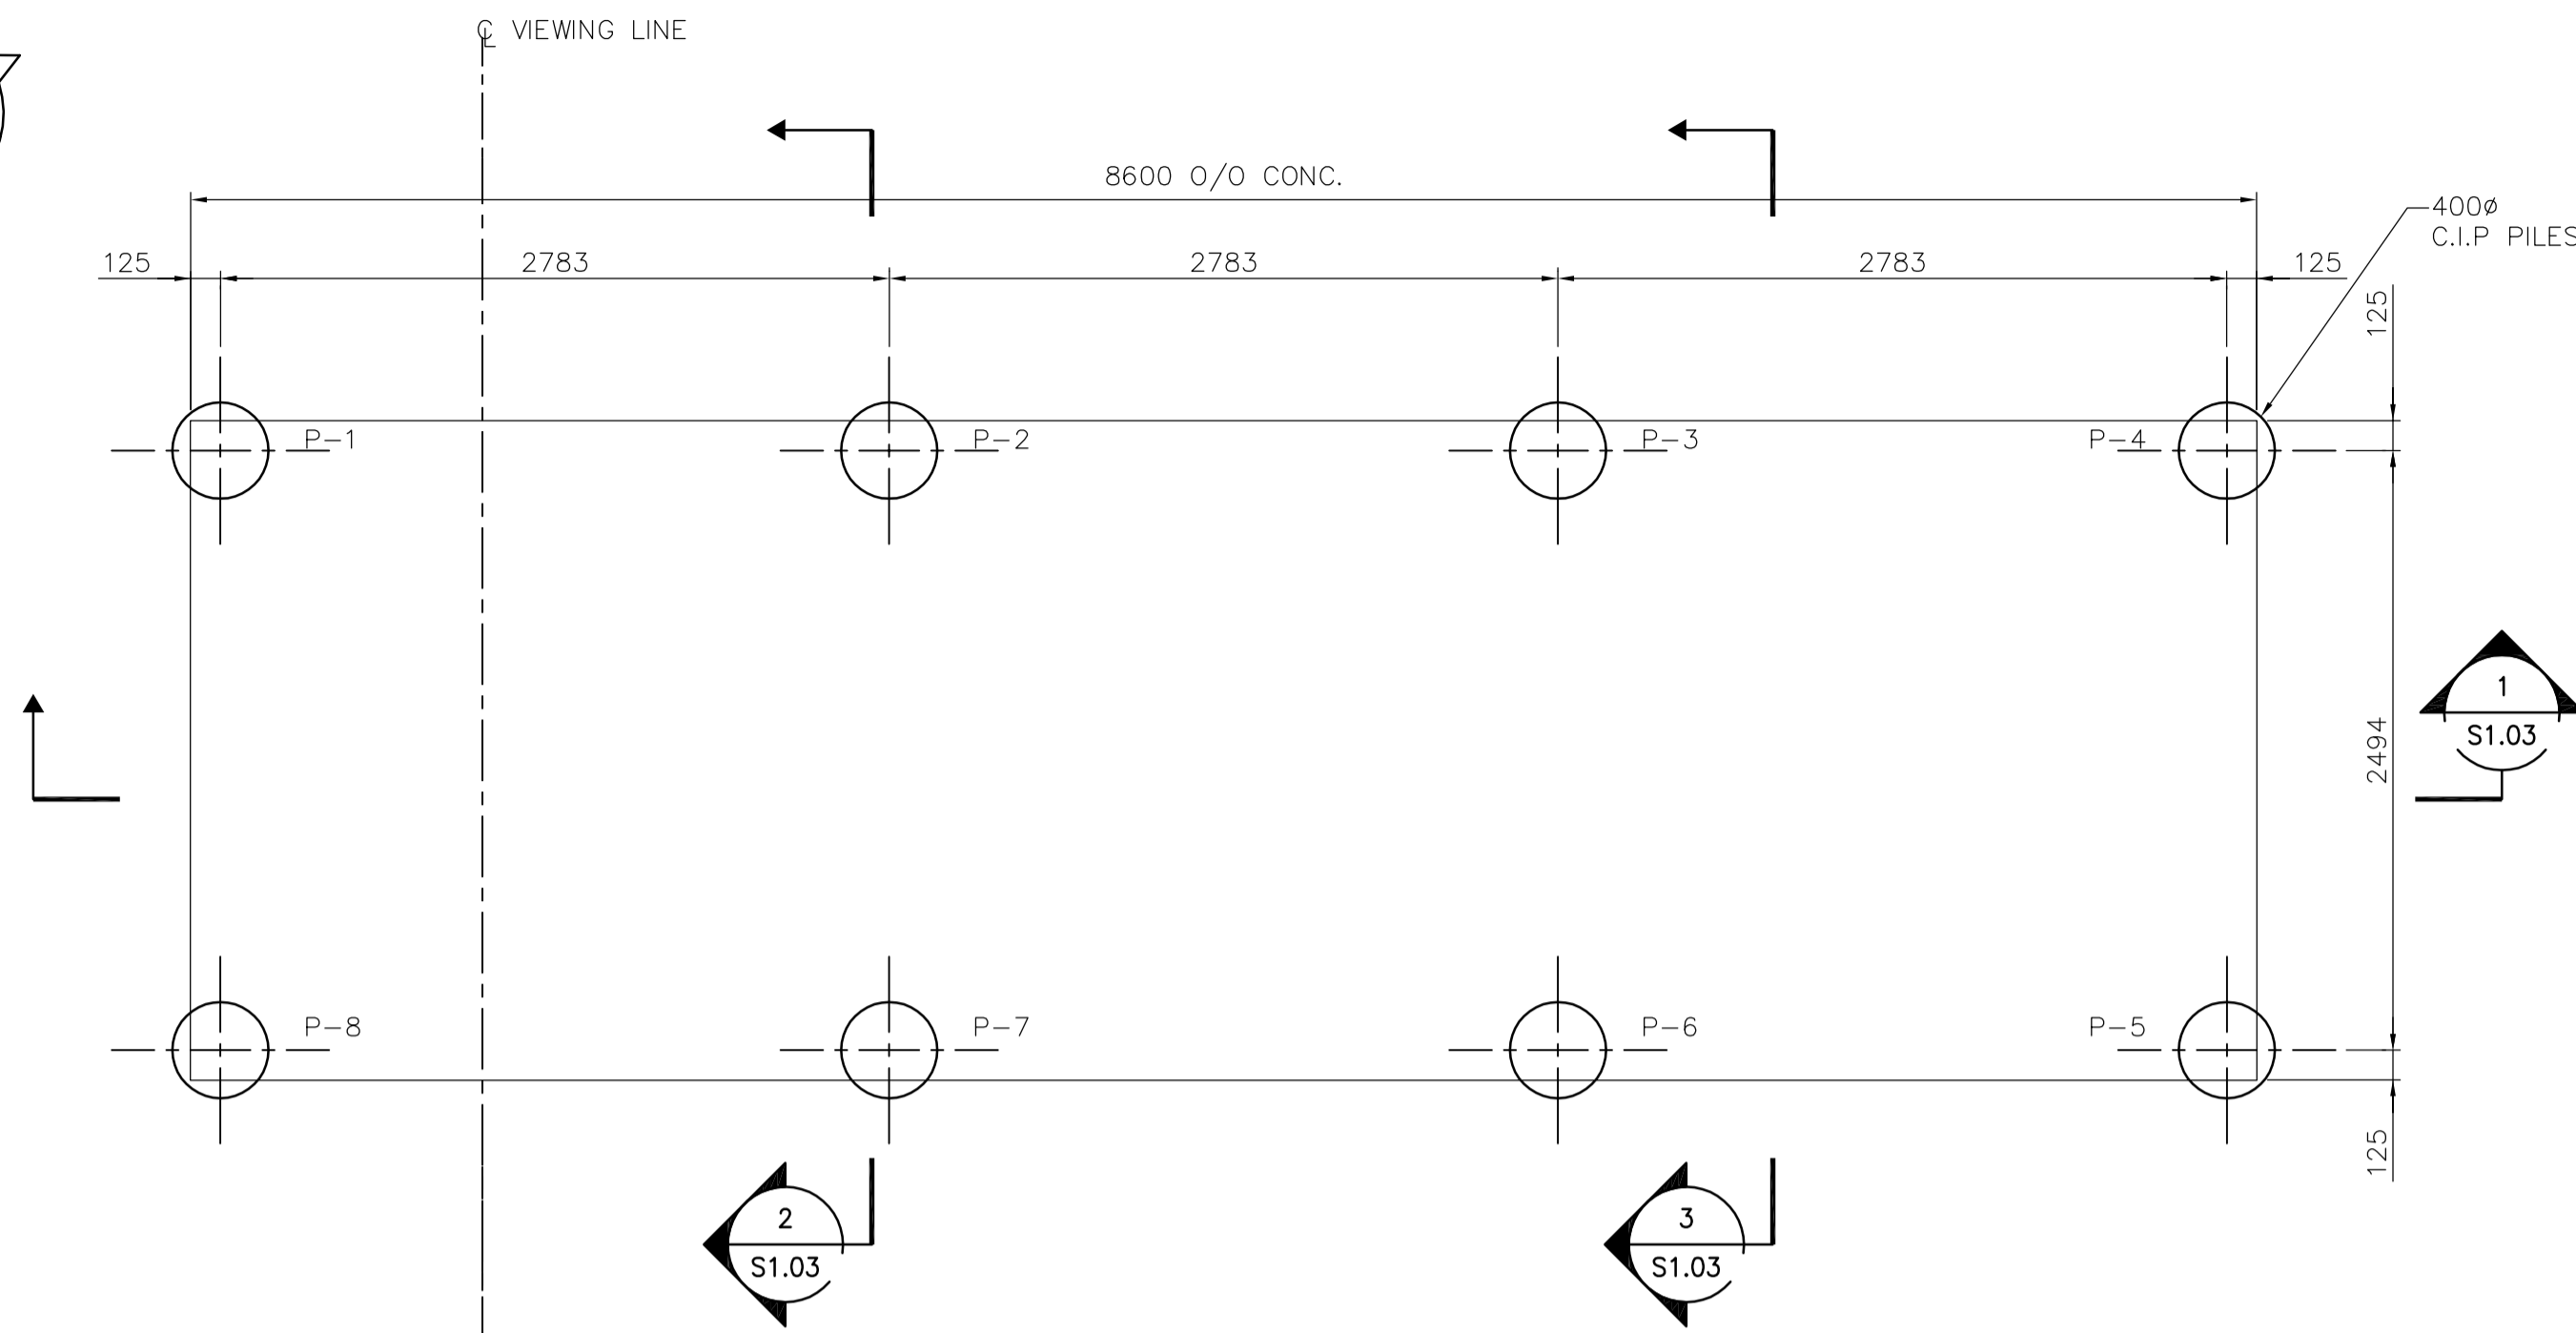 ℄ VIEWING LINE
8600 O/O CONC.
400ø
C.I.P PILES
125
2783
2783
2783
125
125
P-1
P-2
P-3
P-4
1
S1.03
2494
P-8
P-7
P-6
P-5
125
2
S1.03
3
S1.03